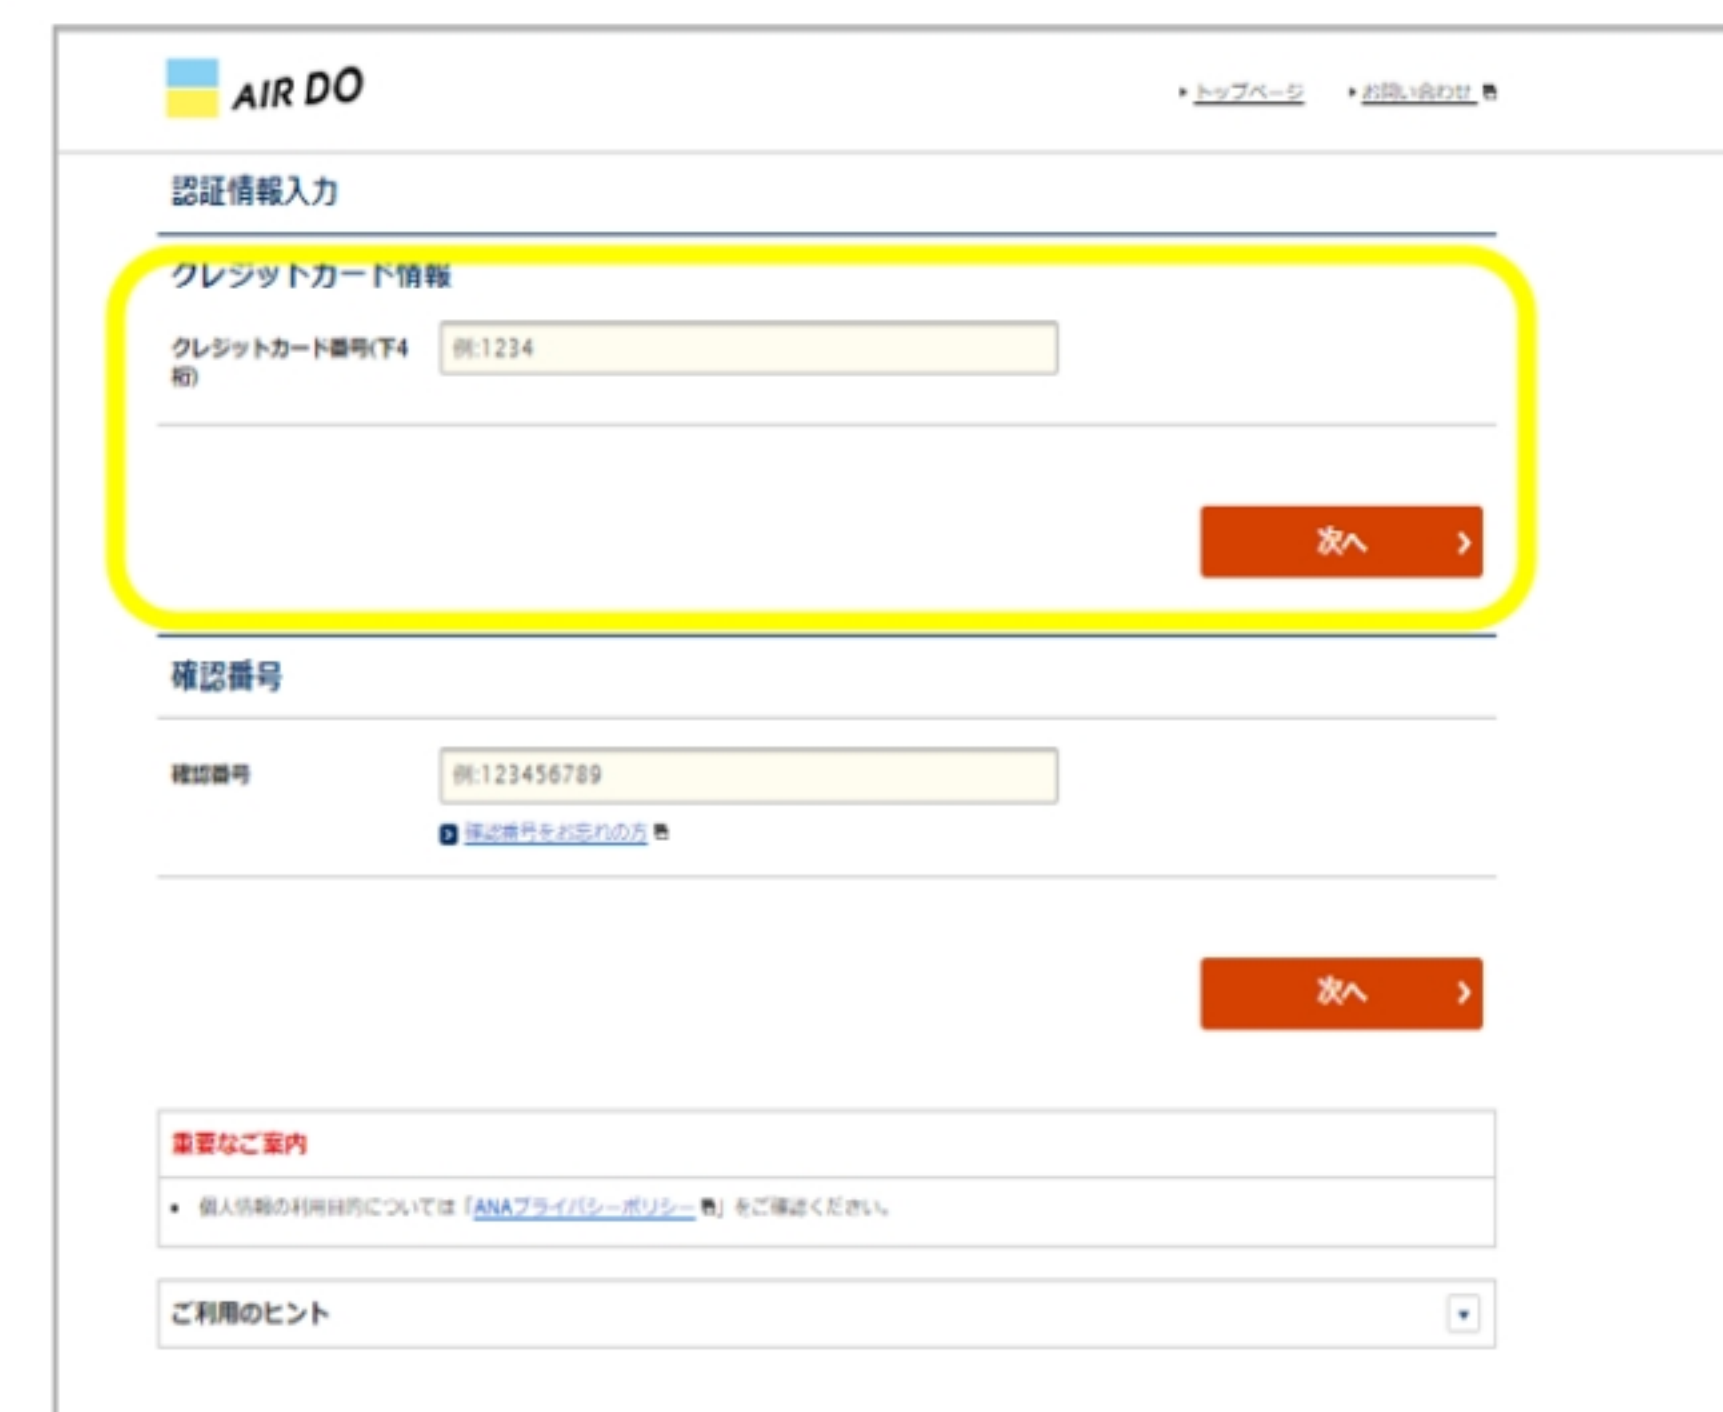 AIR DO
トップページ
お問い合わせ
認証情報入力
クレジットカード情報
クレジットカード番号(下4
桁)
例:1234
次へ
確認番号
確認番号
例:123456789
確認番号をお忘れの方
次へ
重要なご案内
個人情報の利用目的については「ANAプライバシーポリシー」をご確認ください。
ご利用のヒント